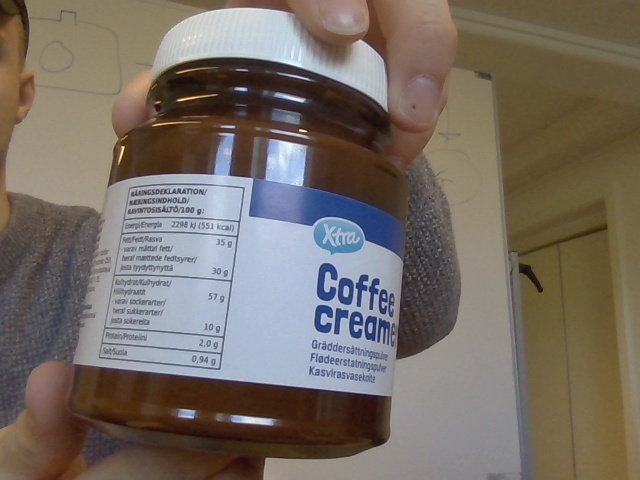 NÄRINGSDEKLARATION/
NÆRINGSINDHOLD/
RAVINTOSISÄLTÖ/100 g:
Energi/Energia 2298 kJ (551 kcal)
Fett/Fedt/Rasva 35 g
- varav mättat fett/
heraf mættede fedtsyrer/
josta tyydyttynyttä 30 g
Kolhydrat/Kulhydrat/
Hiilihydraatit 57 g
- varav sockerarter/
heraf sukkerarter/
josta sokereita 10 g
Protein/Proteiini 2,0 g
Salt/Suola 0,94 g
X-tra
Coffee
creame
Gräddersättningspulver
Flødeerstatningspulver
Kasvirasvasekoite